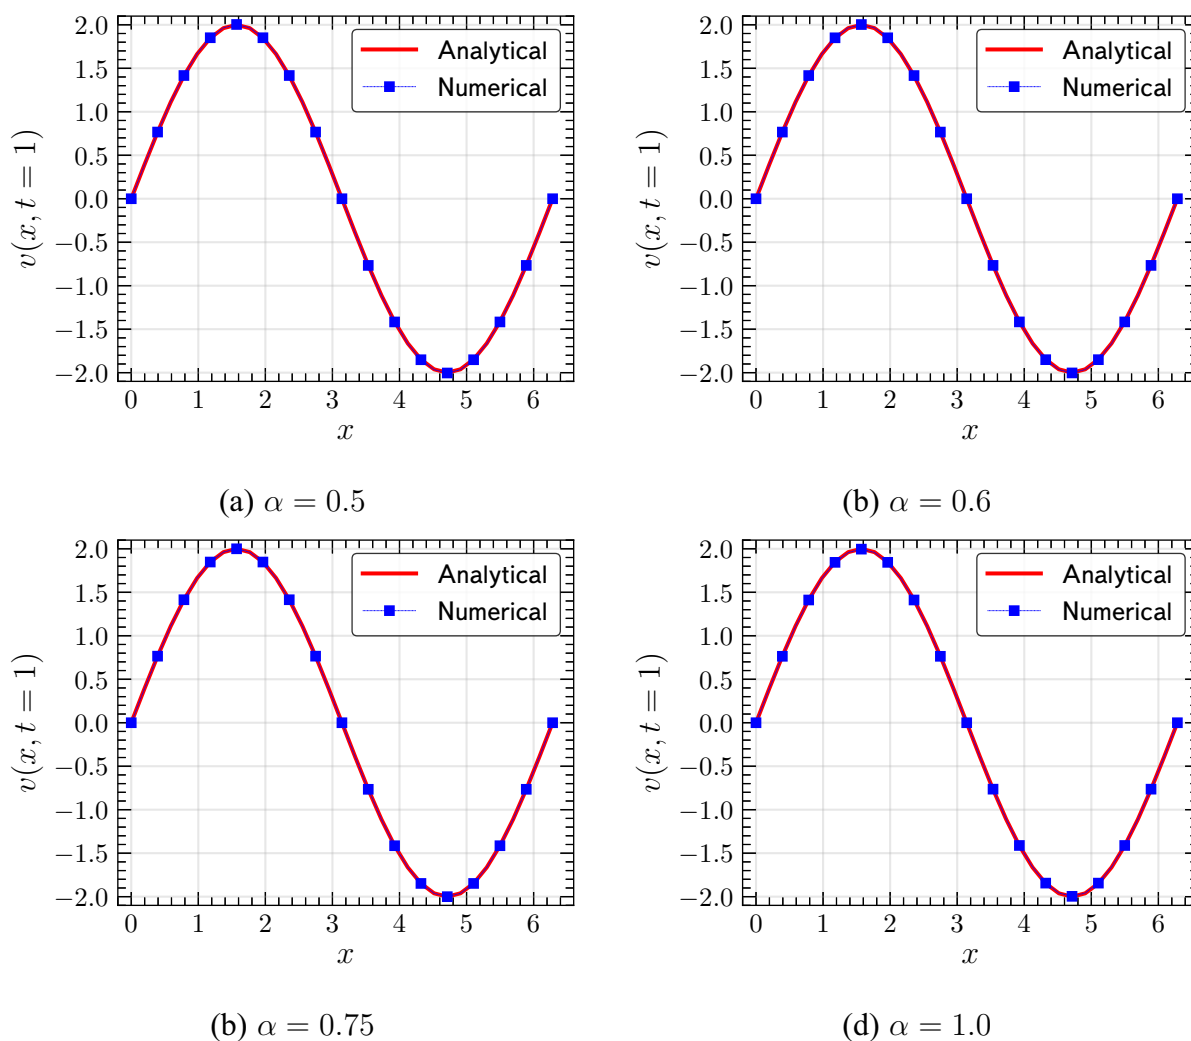 2.0
1.5
1.0
0.5
0.0
−0.5
−1.0
−1.5
−2.0
v(x, t = 1)
Analytical
Numerical
0 1 2 3 4 5 6
x
(a) α = 0.5
2.0
1.5
1.0
0.5
0.0
−0.5
−1.0
−1.5
−2.0
v(x, t = 1)
Analytical
Numerical
0 1 2 3 4 5 6
x
(b) α = 0.6
2.0
1.5
1.0
0.5
0.0
−0.5
−1.0
−1.5
−2.0
v(x, t = 1)
Analytical
Numerical
0 1 2 3 4 5 6
x
(b) α = 0.75
2.0
1.5
1.0
0.5
0.0
−0.5
−1.0
−1.5
−2.0
v(x, t = 1)
Analytical
Numerical
0 1 2 3 4 5 6
x
(d) α = 1.0